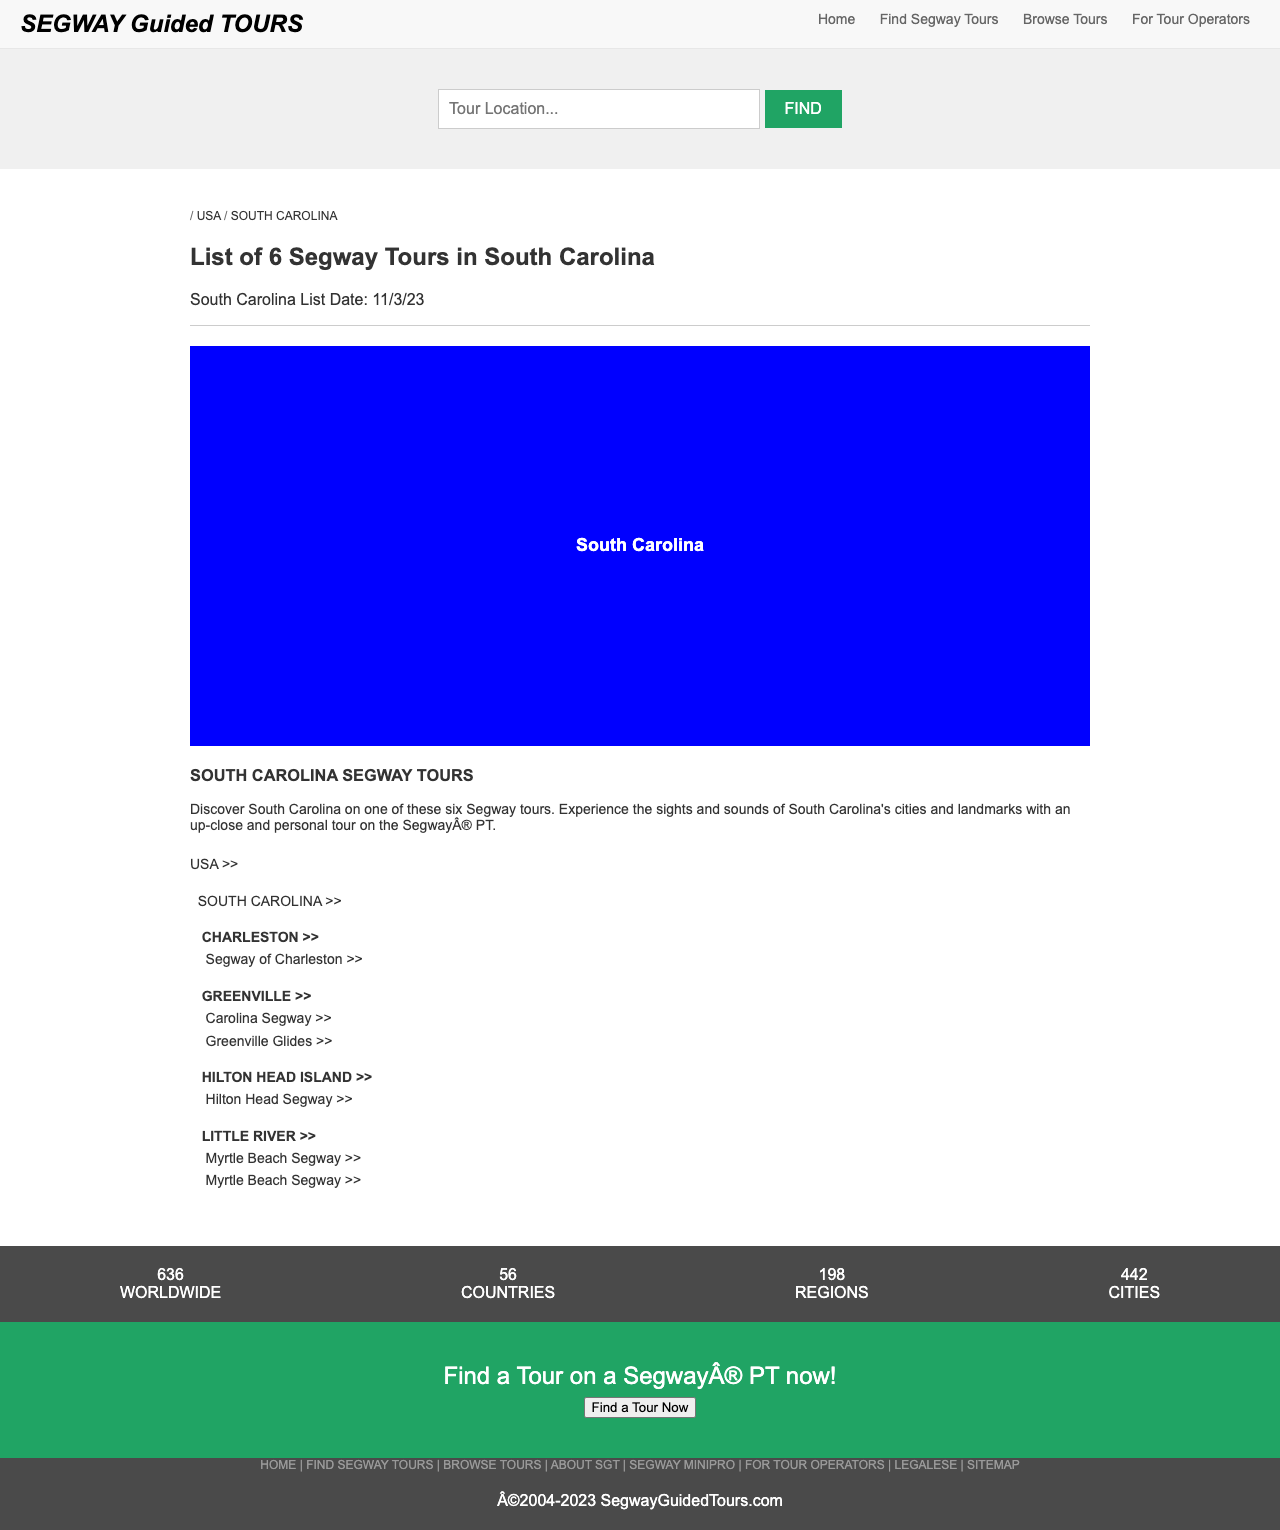 SEGWAY Guided TOURS
Home Find Segway Tours Browse Tours For Tour Operators
Tour Location... FIND
/ USA / SOUTH CAROLINA
List of 6 Segway Tours in South Carolina
South Carolina List Date: 11/3/23
South Carolina
SOUTH CAROLINA SEGWAY TOURS
Discover South Carolina on one of these six Segway tours. Experience the sights and sounds of South Carolina's cities and landmarks with an
up-close and personal tour on the SegwayÂ® PT.
USA >>
SOUTH CAROLINA >>
CHARLESTON >>
Segway of Charleston >>
GREENVILLE >>
Carolina Segway >>
Greenville Glides >>
HILTON HEAD ISLAND >>
Hilton Head Segway >>
LITTLE RIVER >>
Myrtle Beach Segway >>
Myrtle Beach Segway >>
636 56 198 442
WORLDWIDE COUNTRIES REGIONS CITIES
Find a Tour on a SegwayÂ® PT now!
Find a Tour Now
HOME | FIND SEGWAY TOURS | BROWSE TOURS | ABOUT SGT | SEGWAY MINIPRO | FOR TOUR OPERATORS | LEGALESE | SITEMAP
Â©2004-2023 SegwayGuidedTours.com